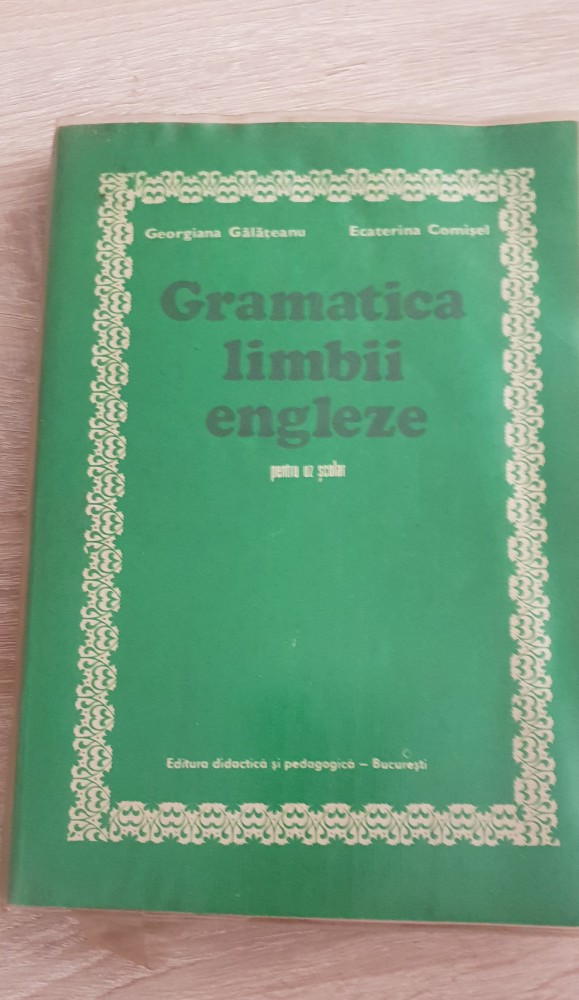 Georgiana Gălățeanu Ecaterina Comișel
Gramatica
limbii
engleze
pentru uz școlar
Editura didactică și pedagogică – București